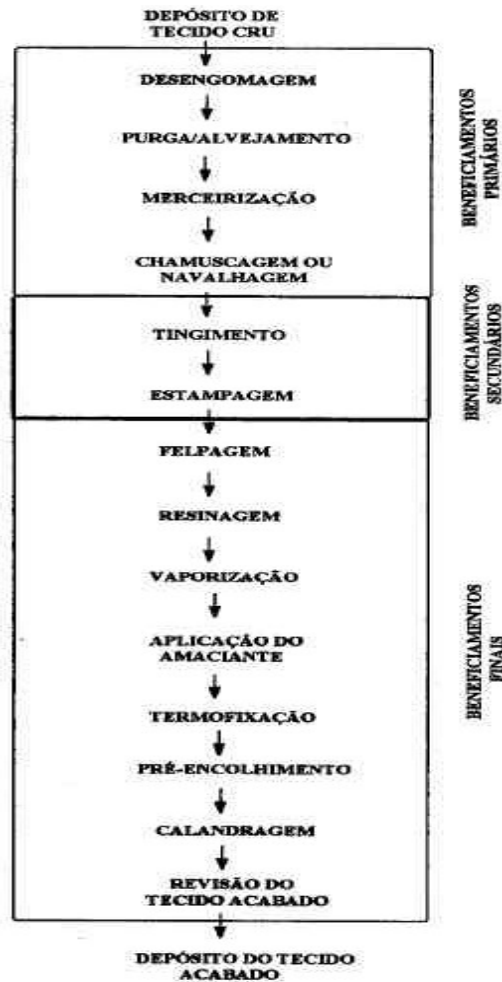 DEPÓSITO DE
TECIDO CRU
DESENGOMAGEM
PURGA/ALVEJAMENTO
MERCEIRIZAÇÃO
CHAMUSCAGEM OU
NAVALHAGEM
BENEFICIAMENTOS
PRIMÁRIOS
TINGIMENTO
ESTAMPAGEM
BENEFICIAMENTOS
SECUNDÁRIOS
FELPAGEM
RESINAGEM
VAPORIZAÇÃO
APLICAÇÃO DO
AMACIANTE
TERMOFIXAÇÃO
PRÉ-ENCOLHIMENTO
CALANDRAGEM
REVISÃO DO
TECIDO ACABADO
BENEFICIAMENTOS
FINAIS
DEPÓSITO DO TECIDO
ACABADO